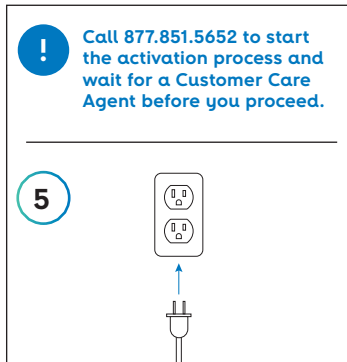 !
Call 877.851.5652 to start
the activation process and
wait for a Customer Care
Agent before you proceed.
5